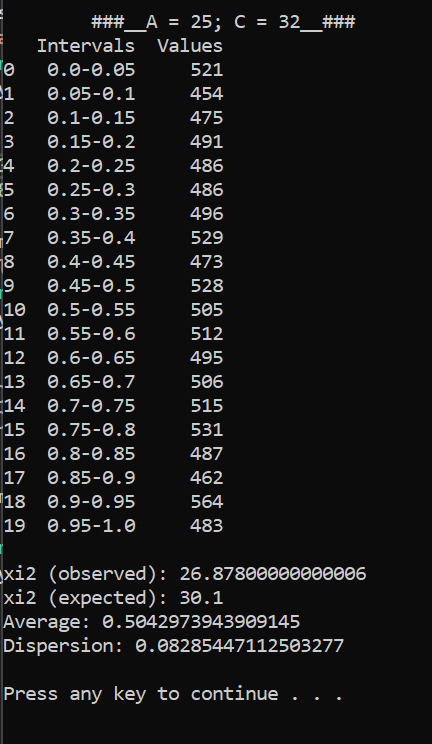 ###__A = 25; C = 32__###
Intervals Values
0 0.0-0.05 521
1 0.05-0.1 454
2 0.1-0.15 475
3 0.15-0.2 491
4 0.2-0.25 486
5 0.25-0.3 486
6 0.3-0.35 496
7 0.35-0.4 529
8 0.4-0.45 473
9 0.45-0.5 528
10 0.5-0.55 505
11 0.55-0.6 512
12 0.6-0.65 495
13 0.65-0.7 506
14 0.7-0.75 515
15 0.75-0.8 531
16 0.8-0.85 487
17 0.85-0.9 462
18 0.9-0.95 564
19 0.95-1.0 483
xi2 (observed): 26.87800000000006
xi2 (expected): 30.1
Average: 0.5042973943909145
Dispersion: 0.08285447112503277
Press any key to continue . . .